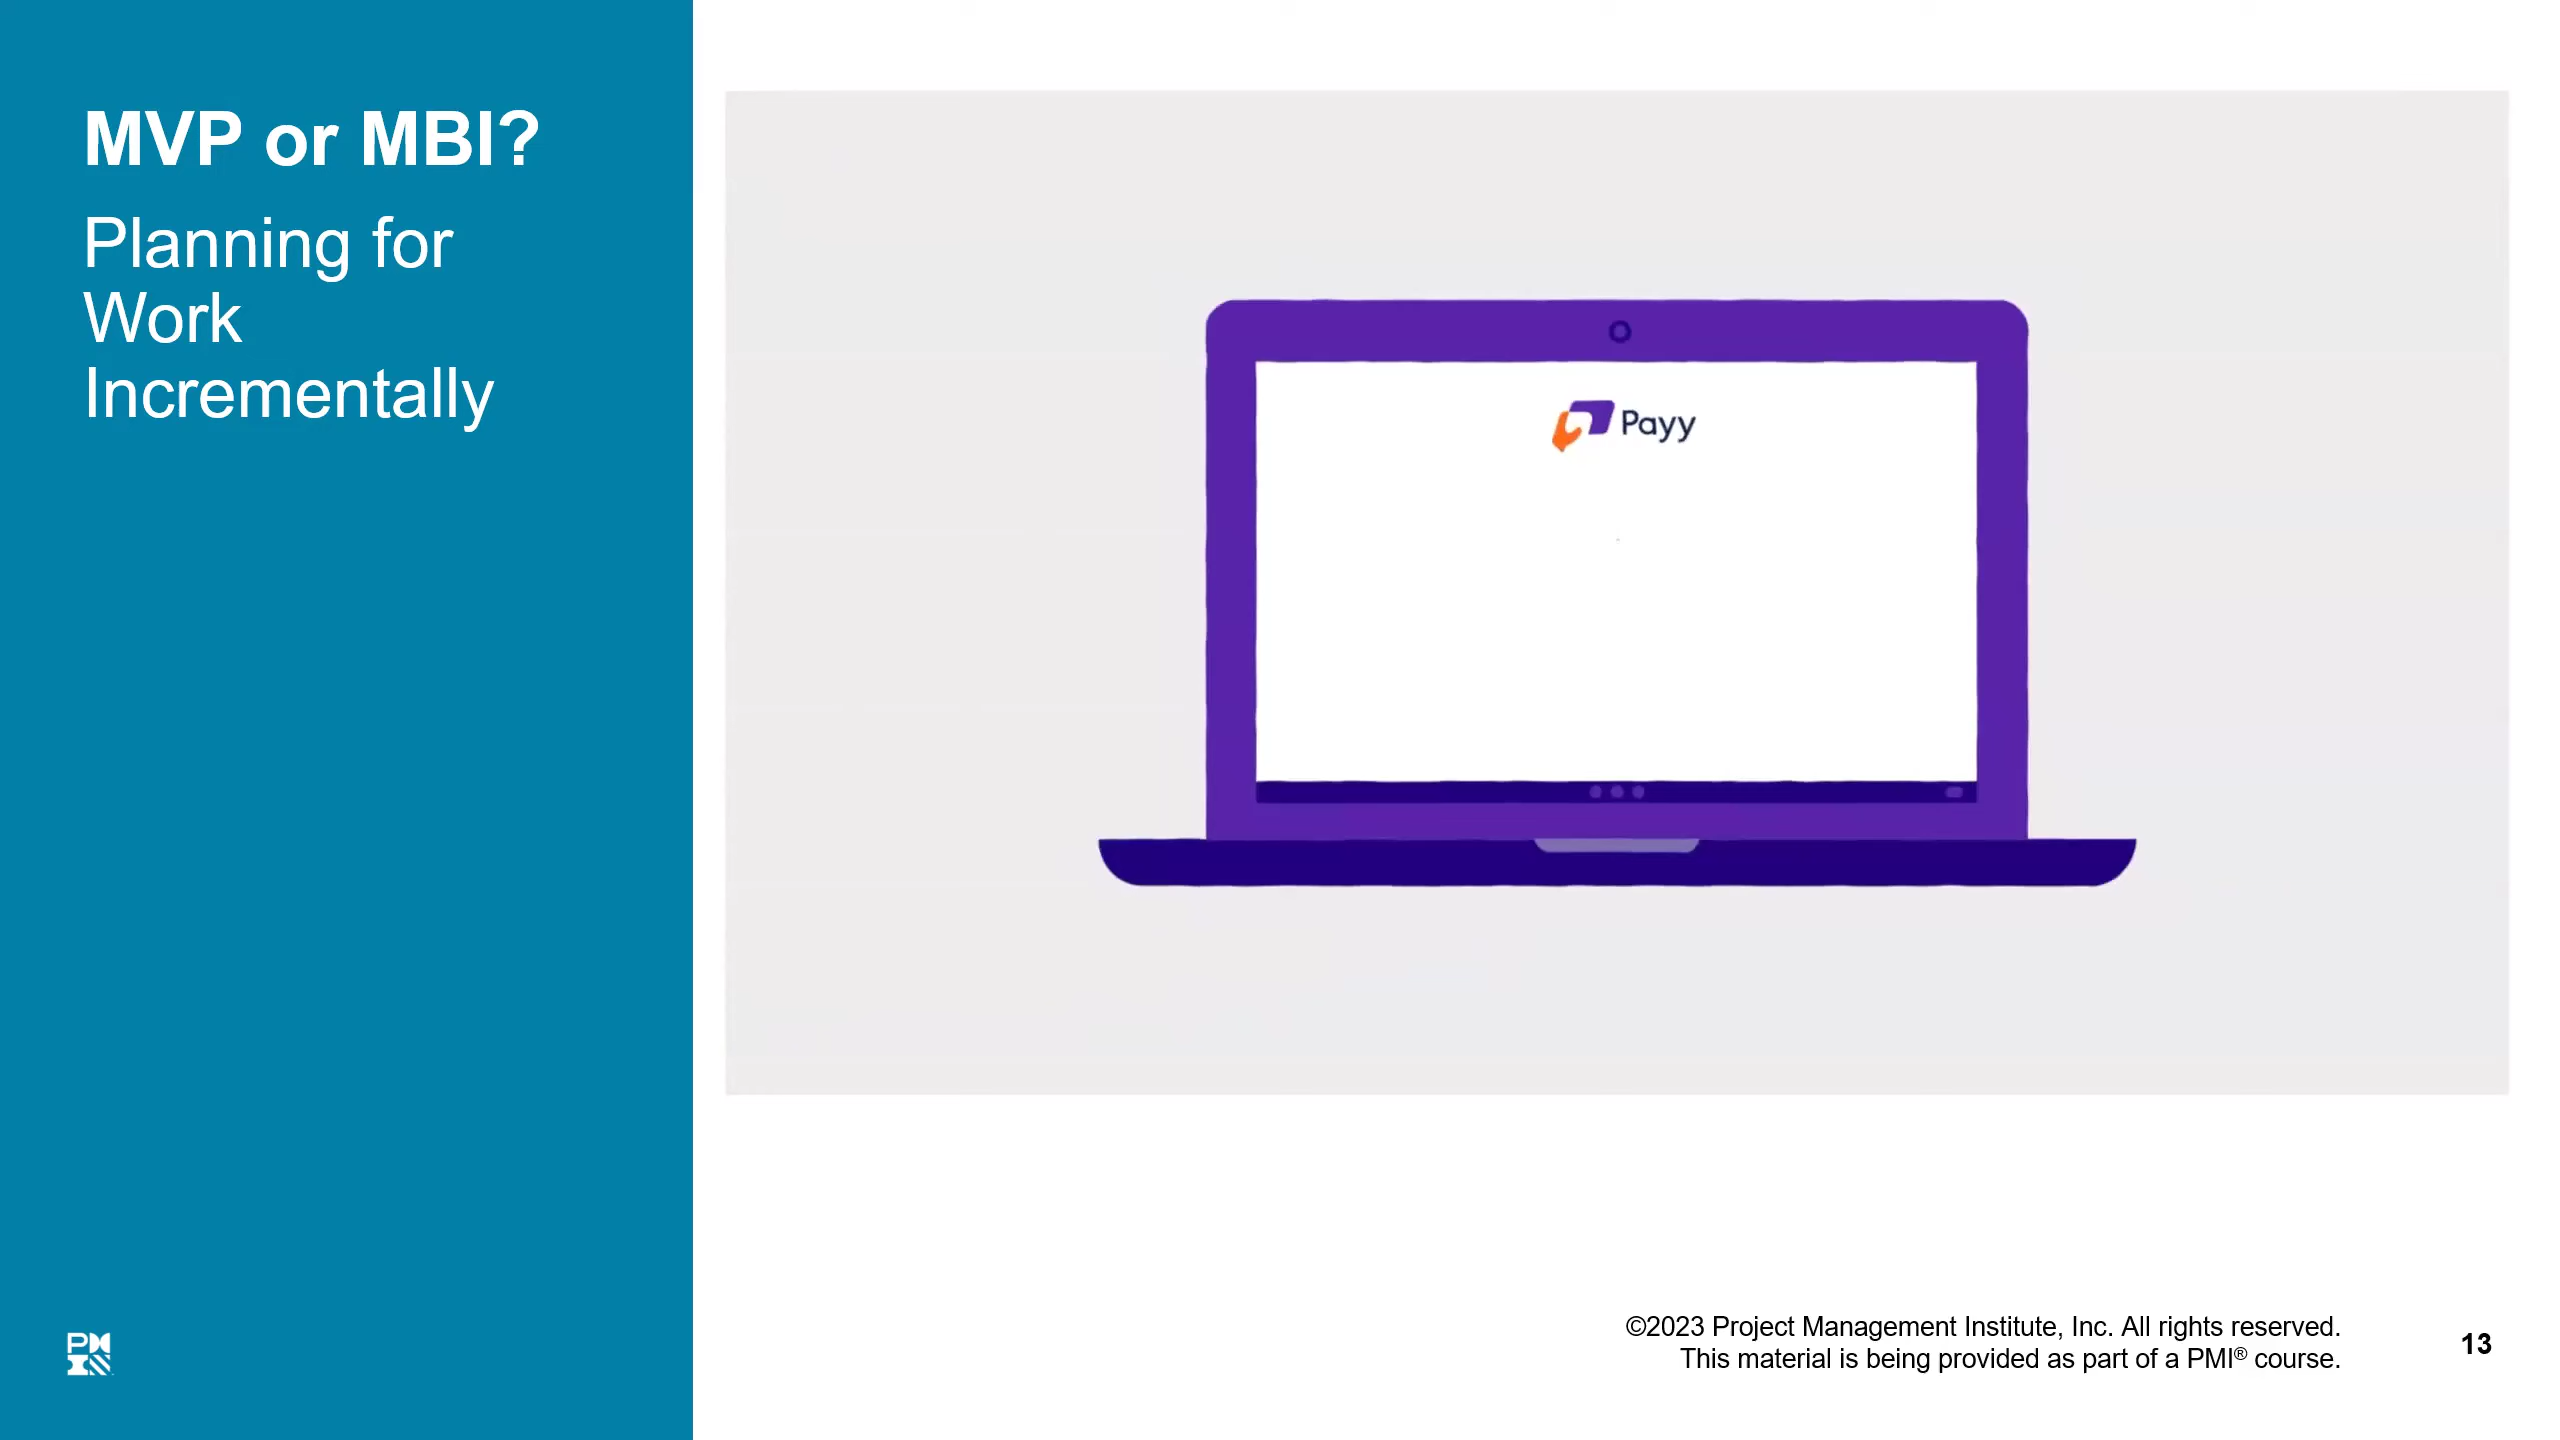 MVP or MBI?
Planning for
Work
Incrementally
Payy
©2023 Project Management Institute, Inc. All rights reserved.
This material is being provided as part of a PMI® course.
13